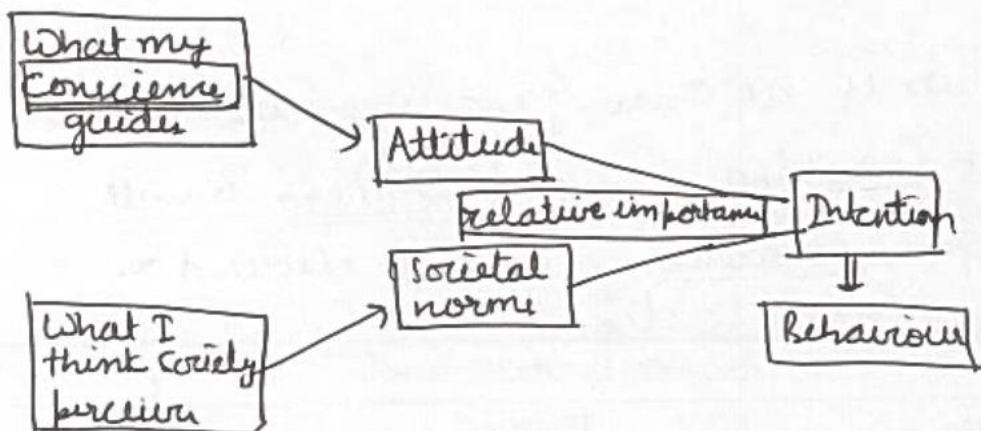 What my
Conscience
guides
Attitude
relative importance
Intention
Societal
norms
What I
think Society
perceives
Behaviour